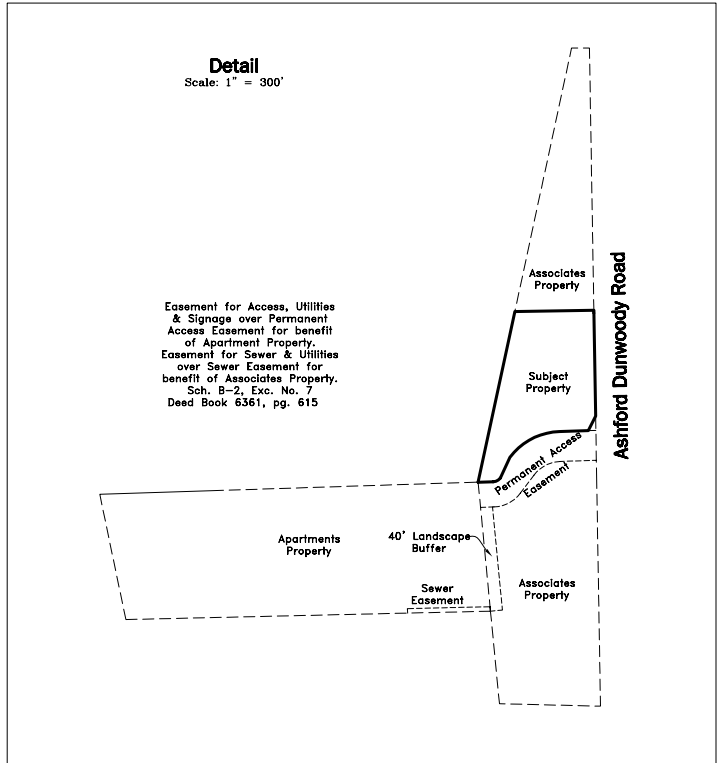 Detail
Scale: 1" = 300'
Associates
Property
Ashford Dunwoody Road
Easement for Access, Utilities
& Signage over Permanent
Access Easement for benefit
of Apartment Property.
Easement for Sewer & Utilities
over Sewer Easement for
benefit of Associates Property.
Sch. B-2, Exc. No. 7
Deed Book 6361, pg. 615
Subject
Property
Permanent Access
Easement
Apartments
Property
40' Landscape
Buffer
Sewer
Easement
Associates
Property